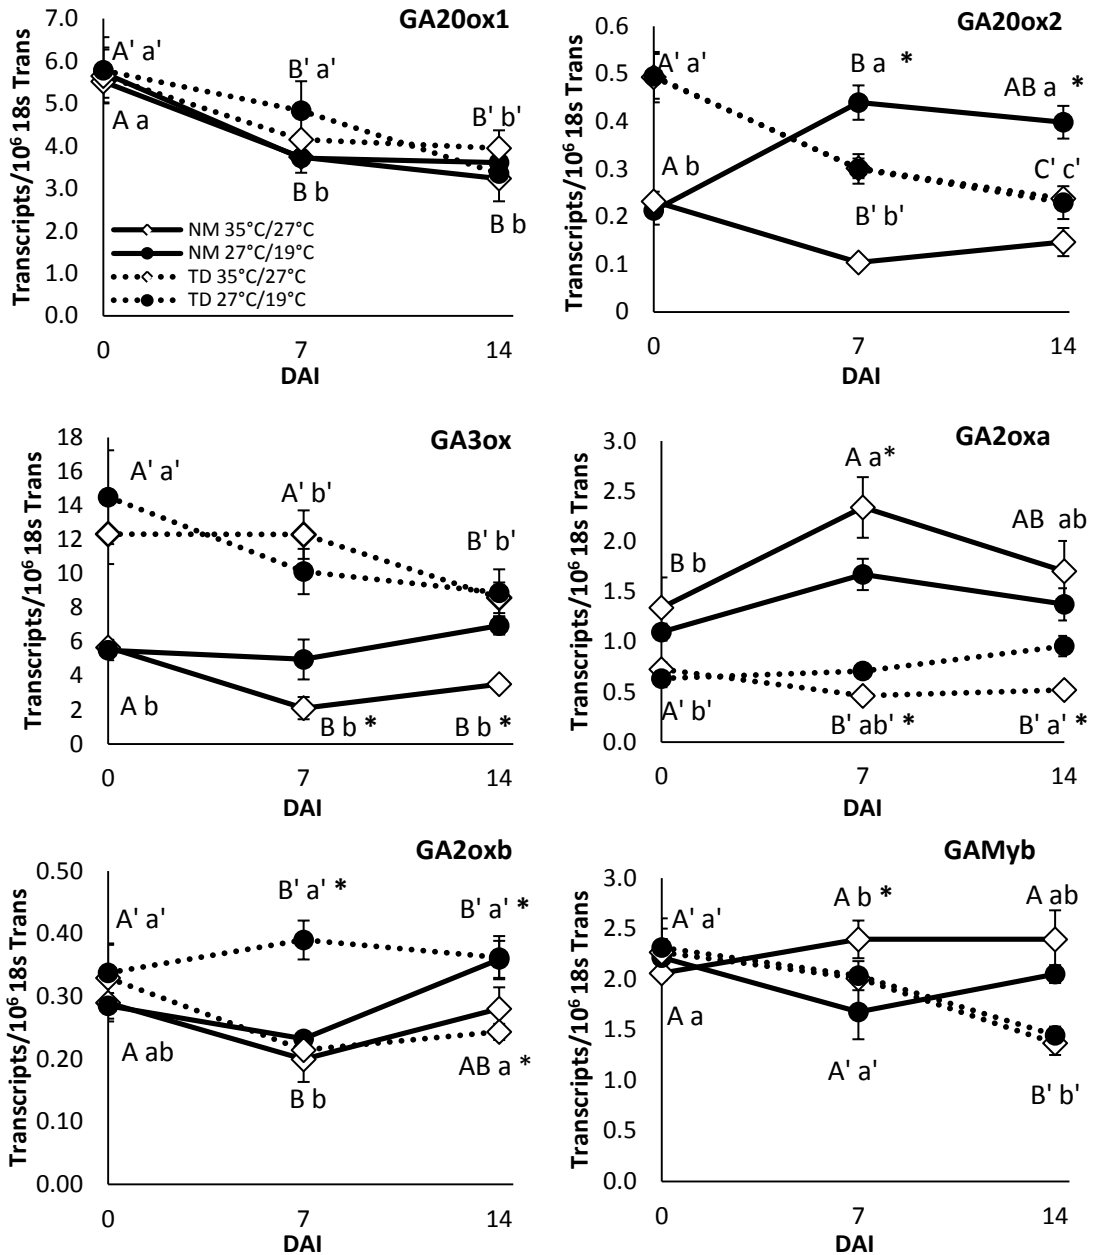 GA20ox1
Transcripts/10⁶ 18s Trans
7.0
6.0
5.0
4.0
3.0
2.0
1.0
0.0
A' a'
B' a'
B' b'
A a
B b
B b
NM 35°C/27°C
NM 27°C/19°C
TD 35°C/27°C
TD 27°C/19°C
0 7 14
DAI
GA20ox2
Transcripts/10⁶ 18s Trans
0.6
0.5
0.4
0.3
0.2
0.1
0
A' a'
B a *
AB a *
A b
C' c'
B' b'
0 7 14
DAI
GA3ox
Transcripts/10⁶ 18s Trans
18
16
14
12
10
8
6
4
2
0
A' a'
A' b'
B' b'
A b
B b *
B b *
0 7 14
DAI
GA2oxa
Transcripts/10⁶ 18s Trans
3.0
2.5
2.0
1.5
1.0
0.5
0.0
A a*
AB ab
B b
A' b'
B' ab' *
B' a' *
0 7 14
DAI
GA2oxb
Transcripts/10⁶ 18s Trans
0.50
0.40
0.30
0.20
0.10
0.00
A' a'
B' a' *
B' a' *
A ab
B b
AB a *
0 7 14
DAI
GAMyb
Transcripts/10⁶ 18s Trans
3.0
2.5
2.0
1.5
1.0
0.5
0.0
A' a'
A b *
A ab
A a
A' a'
B' b'
0 7 14
DAI